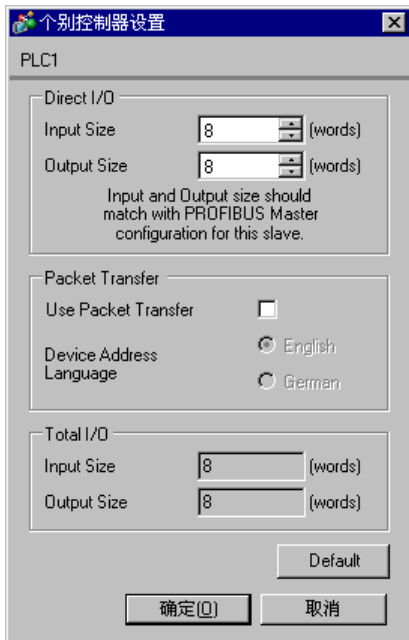 个别控制器设置
PLC1
Direct I/O
Input Size 8 (words)
Output Size 8 (words)
Input and Output size should
match with PROFIBUS Master
configuration for this slave.
Packet Transfer
Use Packet Transfer
Device Address
Language
English
German
Total I/O
Input Size 8 (words)
Output Size 8 (words)
Default
确定(O) 取消